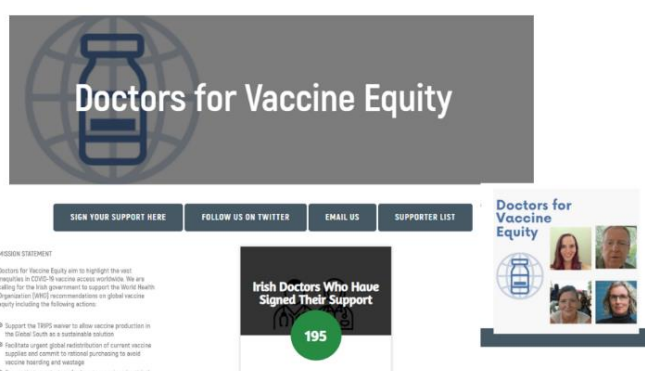 Doctors for Vaccine Equity
SIGN YOUR SUPPORT HERE
FOLLOW US ON TWITTER
EMAIL US
SUPPORTER LIST
MISSION STATEMENT
Doctors for Vaccine Equity aim to highlight the vast
inequities in COVID-19 vaccine access worldwide. We are
calling for the Irish government to support the World Health
Organization (WHO) recommendations on global vaccine
equity including the following actions:
Support the TRIPS waiver to allow vaccine production in
the Global South as a sustainable solution
Facilitate urgent global redistribution of current vaccine
supplies and commit to rational purchasing to avoid
vaccine hoarding and wastage
Irish Doctors Who Have
Signed Their Support
195
Doctors for
Vaccine
Equity